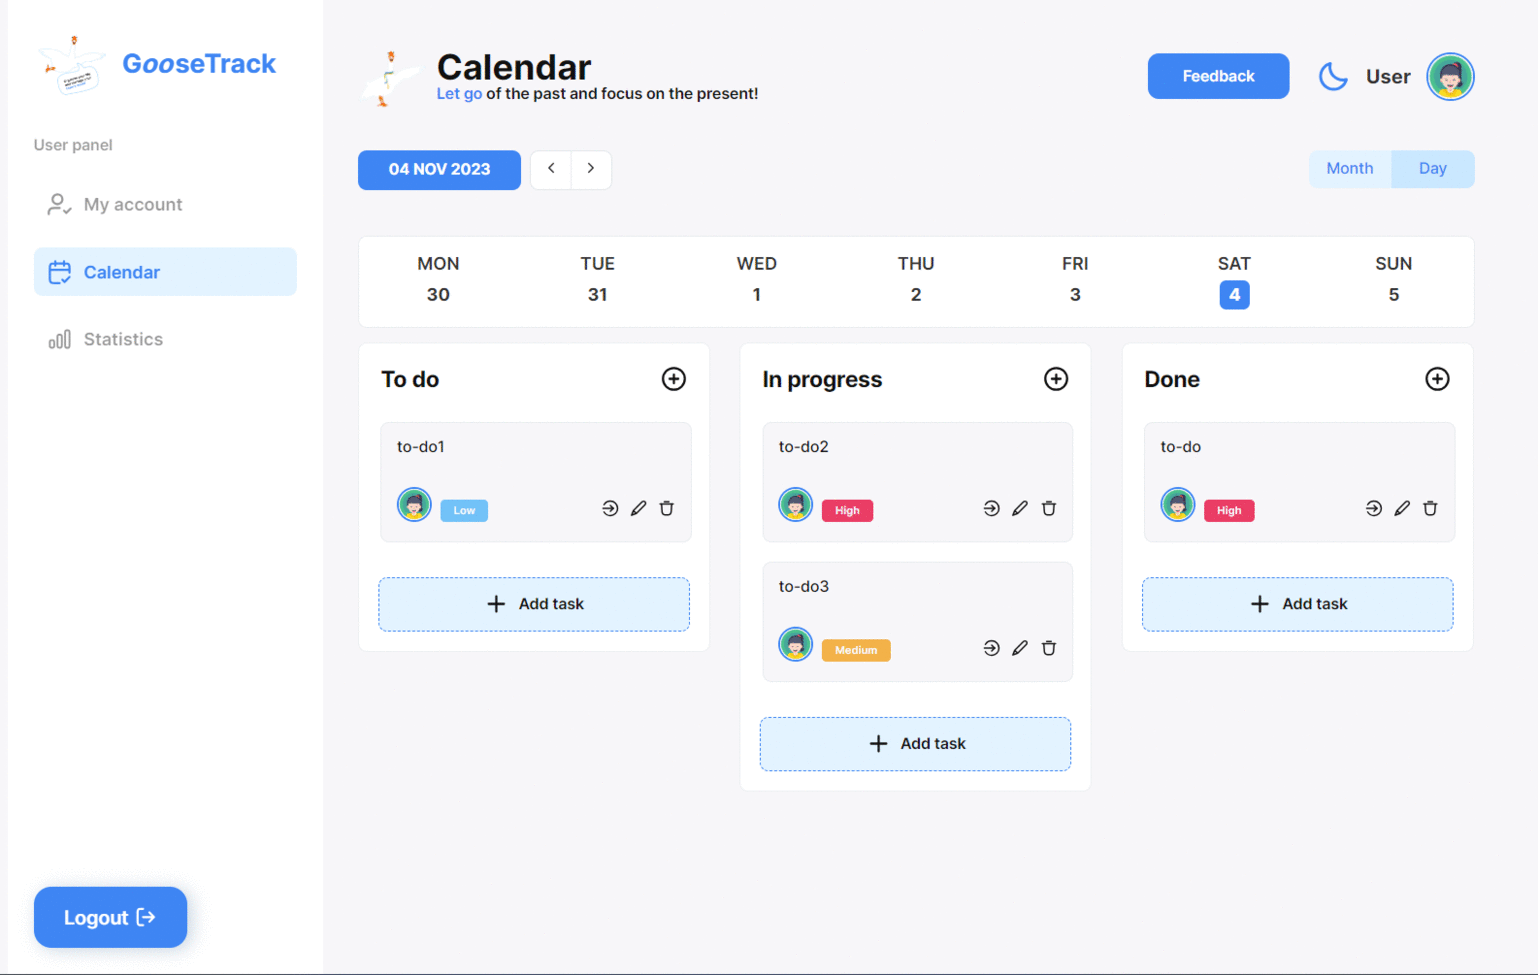 GooseTrack
User panel
My account
Calendar
Statistics
Logout
Calendar
Let go of the past and focus on the present!
Feedback
User
04 NOV 2023
Month
Day
MON TUE WED THU FRI SAT SUN
30 31 1 2 3 4 5
To do
to-do1
Low
Add task
In progress
to-do2
High
to-do3
Medium
Add task
Done
to-do
High
Add task